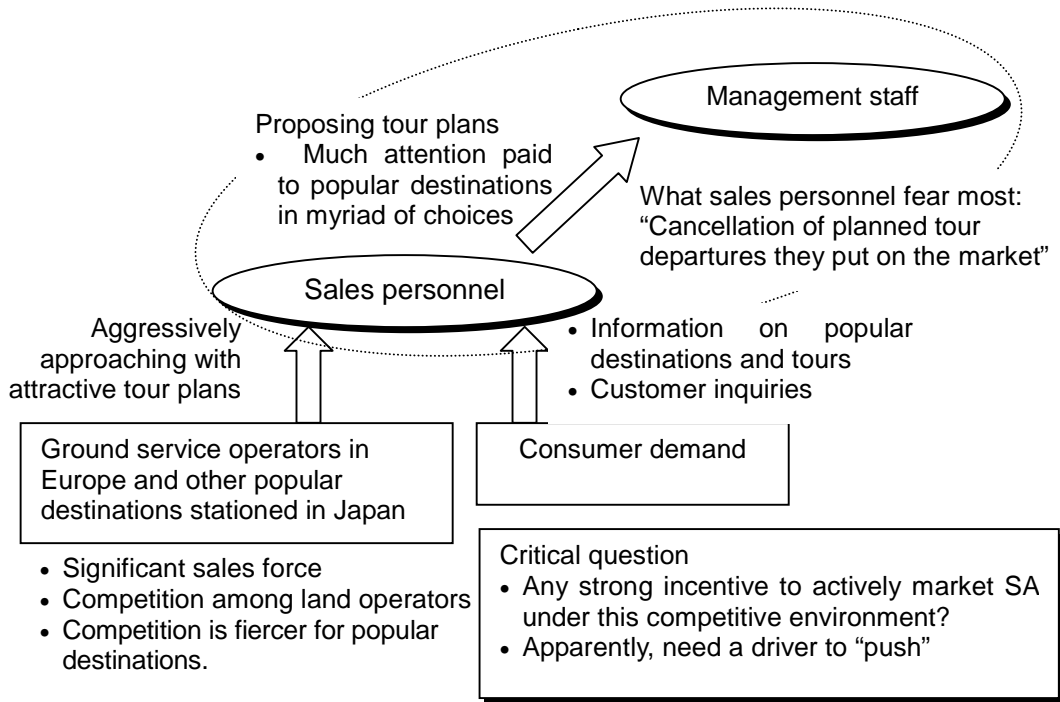 Management staff
Proposing tour plans
• Much attention paid
to popular destinations
in myriad of choices
What sales personnel fear most:
“Cancellation of planned tour
departures they put on the market”
Sales personnel
Aggressively
approaching with
attractive tour plans
• Information on popular
destinations and tours
• Customer inquiries
Ground service operators in
Europe and other popular
destinations stationed in Japan
Consumer demand
• Significant sales force
• Competition among land operators
• Competition is fiercer for popular
destinations.
Critical question
• Any strong incentive to actively market SA
under this competitive environment?
• Apparently, need a driver to “push”